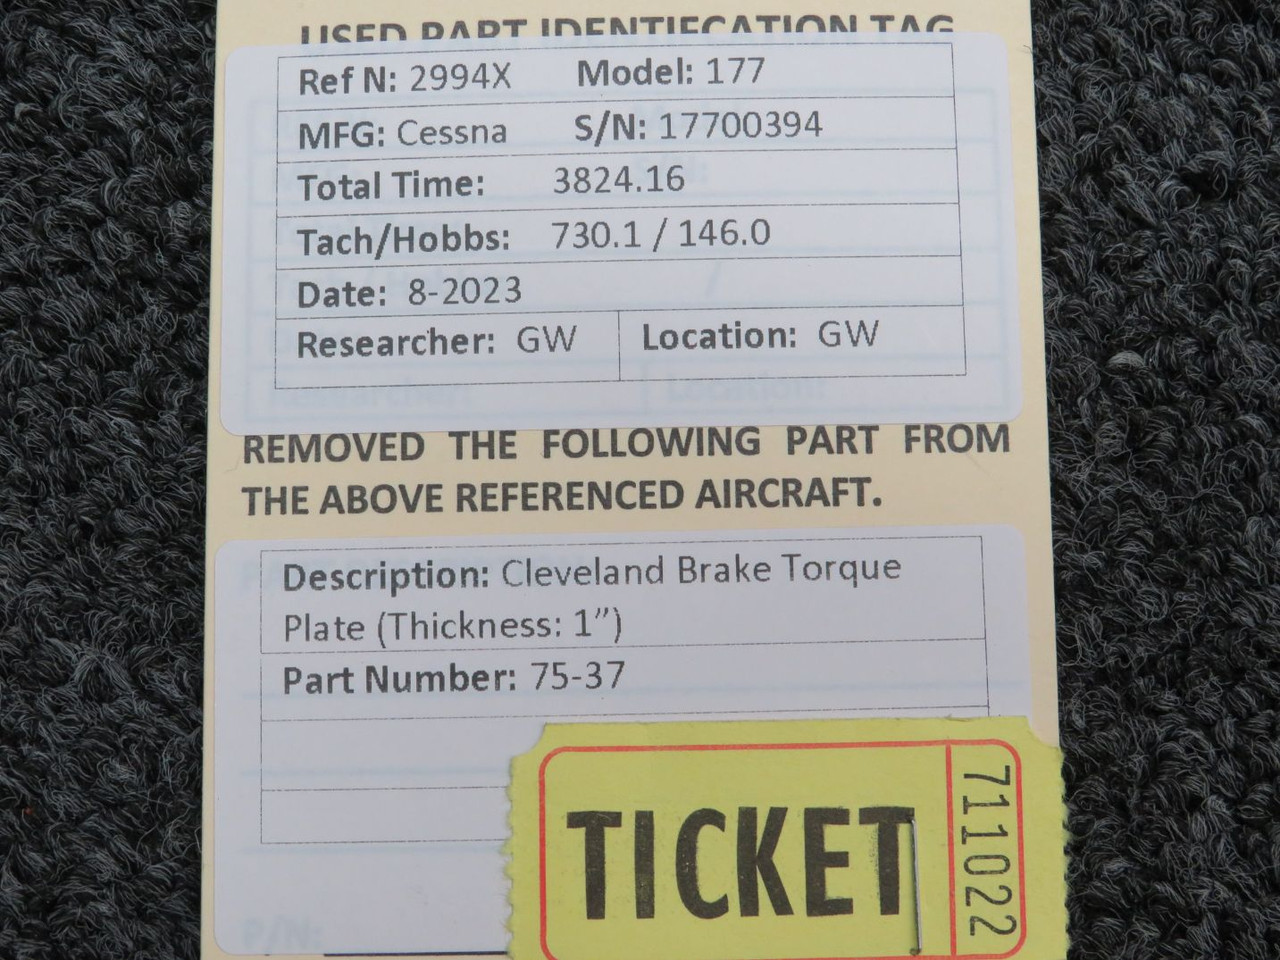 USED PART IDENTIFICATION TAG
Ref N: 2994X Model: 177
MFG: Cessna S/N: 17700394
Total Time: 3824.16
Tach/Hobbs: 730.1 / 146.0
Date: 8-2023
Researcher: GW Location: GW
REMOVED THE FOLLOWING PART FROM
THE ABOVE REFERENCED AIRCRAFT.
Description: Cleveland Brake Torque
Plate (Thickness: 1”)
Part Number: 75-37
P/N:
TICKET
711022